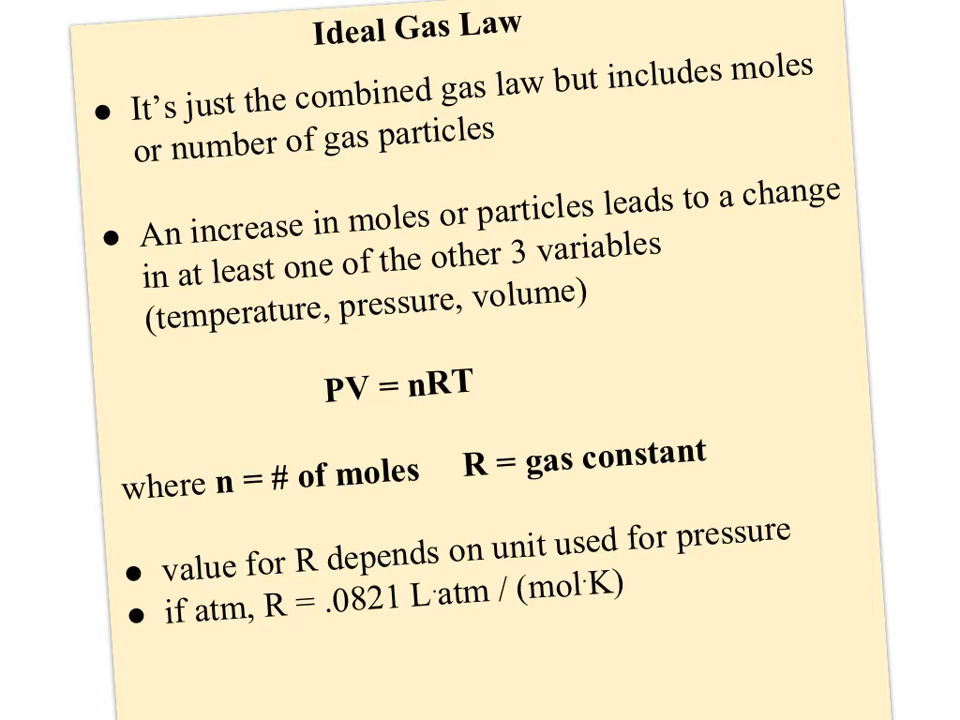 Ideal Gas Law
● It’s just the combined gas law but includes moles
or number of gas particles
● An increase in moles or particles leads to a change
in at least one of the other 3 variables
(temperature, pressure, volume)
PV = nRT
where n = # of moles R = gas constant
● value for R depends on unit used for pressure
● if atm, R = .0821 L·atm / (mol·K)